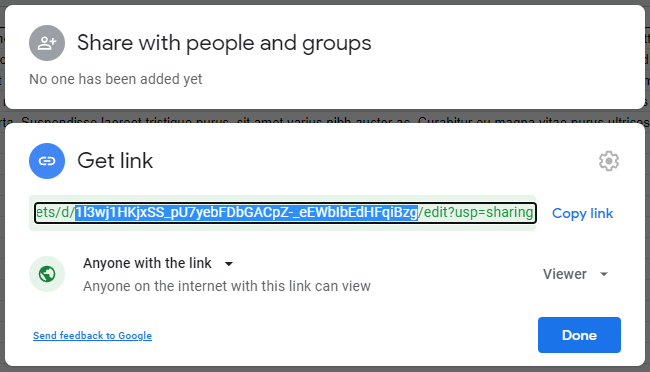 Share with people and groups
No one has been added yet
Suspendisse laoreet tristique purus, sit amet varius nibh auctor ac. Curabitur eu magna vitae purus ultrices
Get link
ets/d/1l3wj1HKjxSS_pU7yebFDbGACpZ-_eEWbIbEdHFqiBzg/edit?usp=sharing
Copy link
Anyone with the link
Anyone on the internet with this link can view
Viewer
Send feedback to Google
Done